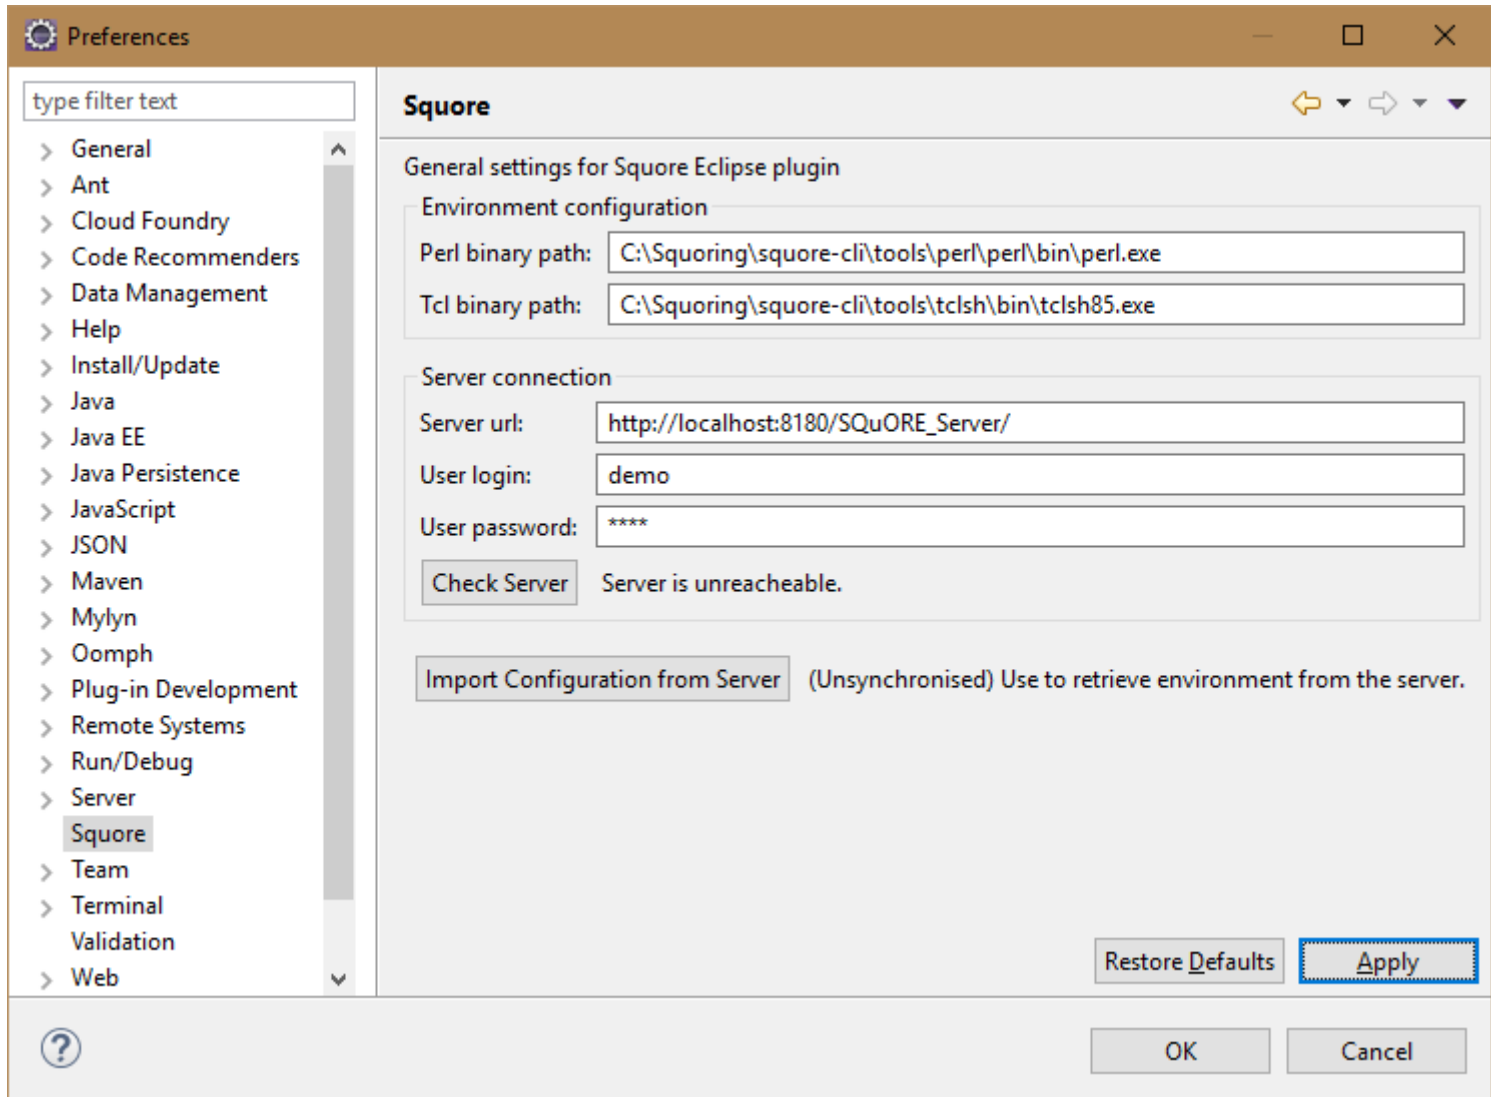 Preferences
type filter text
General
Ant
Cloud Foundry
Code Recommenders
Data Management
Help
Install/Update
Java
Java EE
Java Persistence
JavaScript
JSON
Maven
Mylyn
Oomph
Plug-in Development
Remote Systems
Run/Debug
Server
Squore
Team
Terminal
Validation
Web
Squore
General settings for Squore Eclipse plugin
Environment configuration
Perl binary path: C:\Squoring\squore-cli\tools\perl\perl\bin\perl.exe
Tcl binary path: C:\Squoring\squore-cli\tools\tclsh\bin\tclsh85.exe
Server connection
Server url: http://localhost:8180/SQuORE_Server/
User login: demo
User password: ****
Check Server Server is unreacheable.
Import Configuration from Server (Unsynchronised) Use to retrieve environment from the server.
Restore Defaults Apply
? OK Cancel